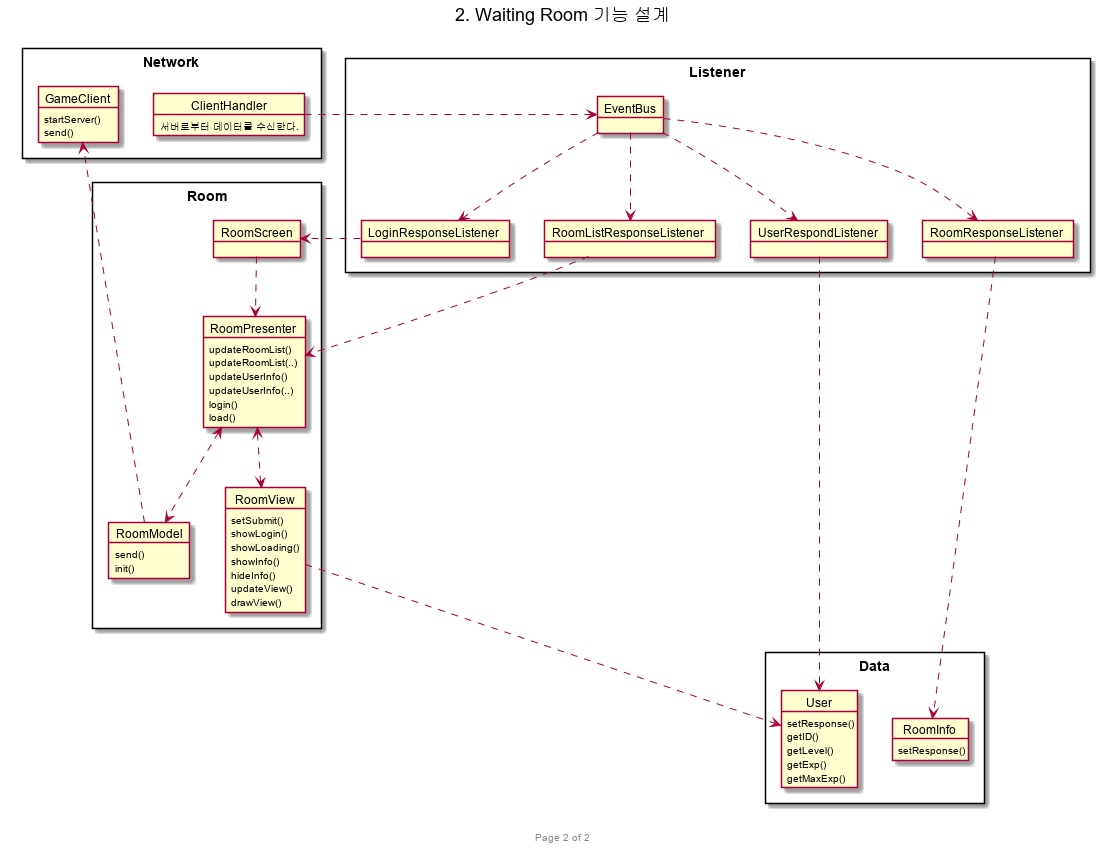 2. Waiting Room 기능 설계
Network
GameClient
startServer()
send()
ClientHandler
서버로부터 데이터를 수신한다.
Listener
EventBus
LoginResponseListener
RoomListResponseListener
UserRespondListener
RoomResponseListener
Room
RoomScreen
RoomPresenter
updateRoomList()
updateRoomList(..)
updateUserInfo()
updateUserInfo(..)
login()
load()
RoomModel
send()
init()
RoomView
setSubmit()
showLogin()
showLoading()
showInfo()
hideInfo()
updateView()
drawView()
Data
User
setResponse()
getID()
getLevel()
getExp()
getMaxExp()
RoomInfo
setResponse()
Page 2 of 2